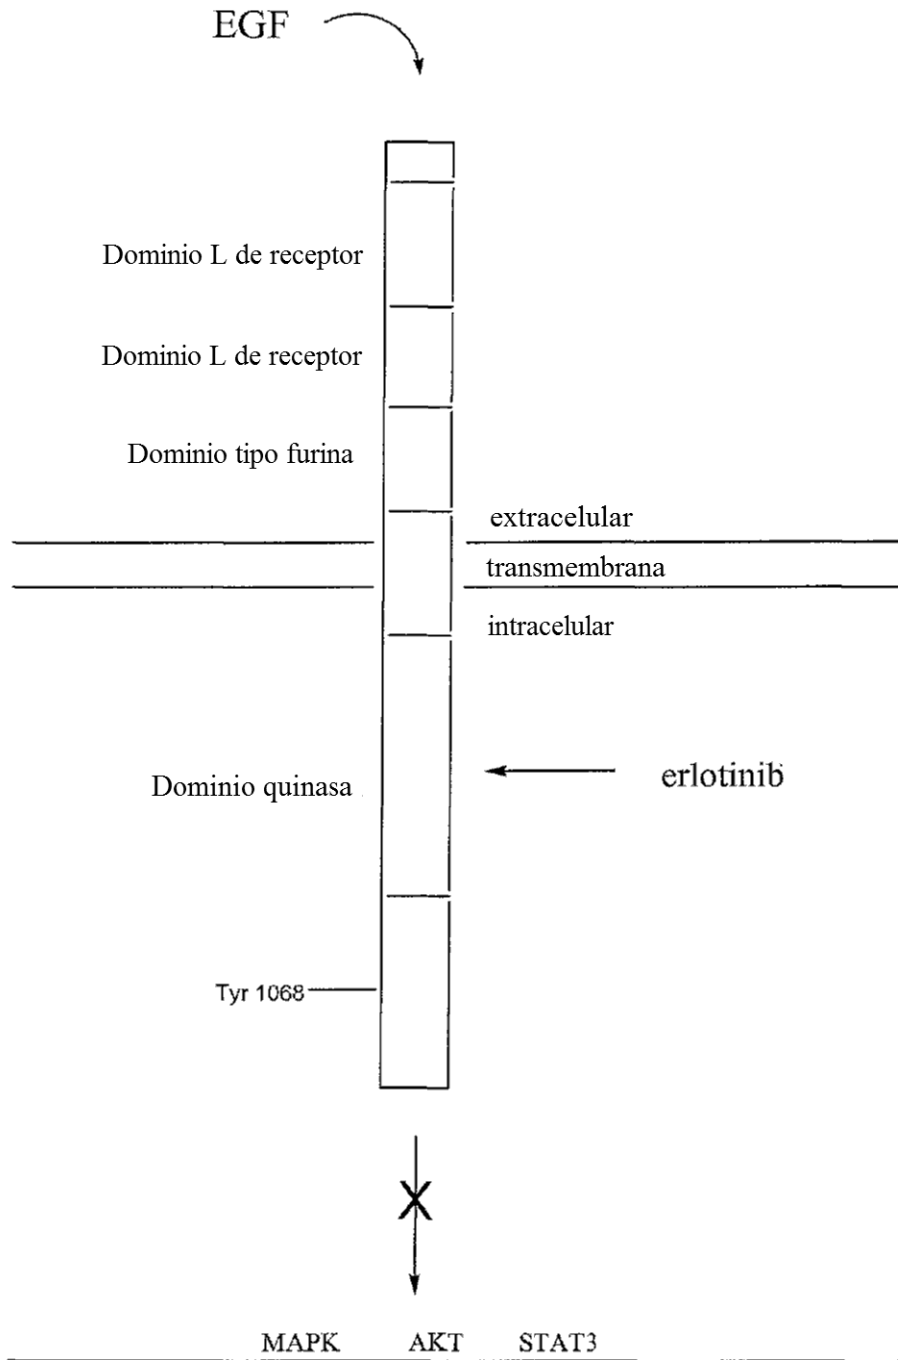 EGF
Dominio L de receptor
Dominio L de receptor
Dominio tipo furina
extracelular
transmembrana
intracelular
Dominio quinasa
erlotinib
Tyr 1068
X
MAPK AKT STAT3